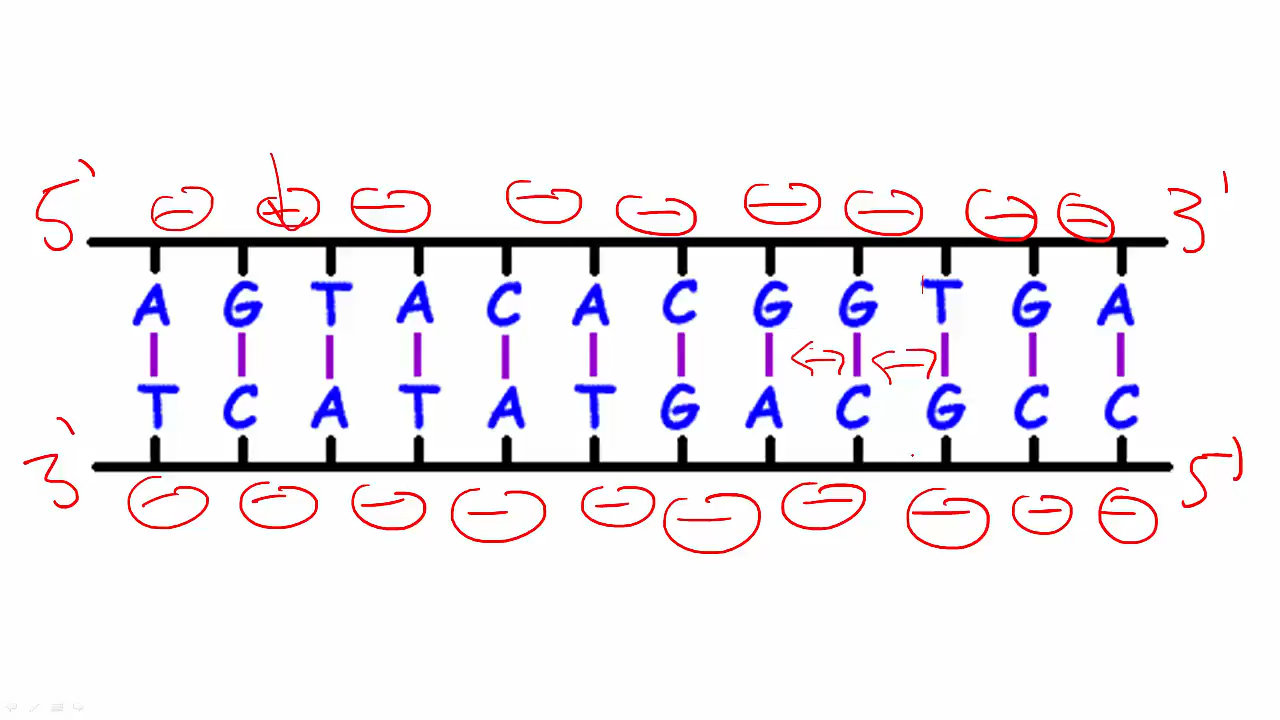 5' ⊖ ⊖ ⊖ ⊖ ⊖ ⊖ ⊖ ⊖ ⊖ 3'
A G T A C A C G G T G A
T C A T A T G A C G C C
3' 5'
⊖ ⊖ ⊖ ⊖ ⊖ ⊖ ⊖ ⊖ ⊖ ⊖